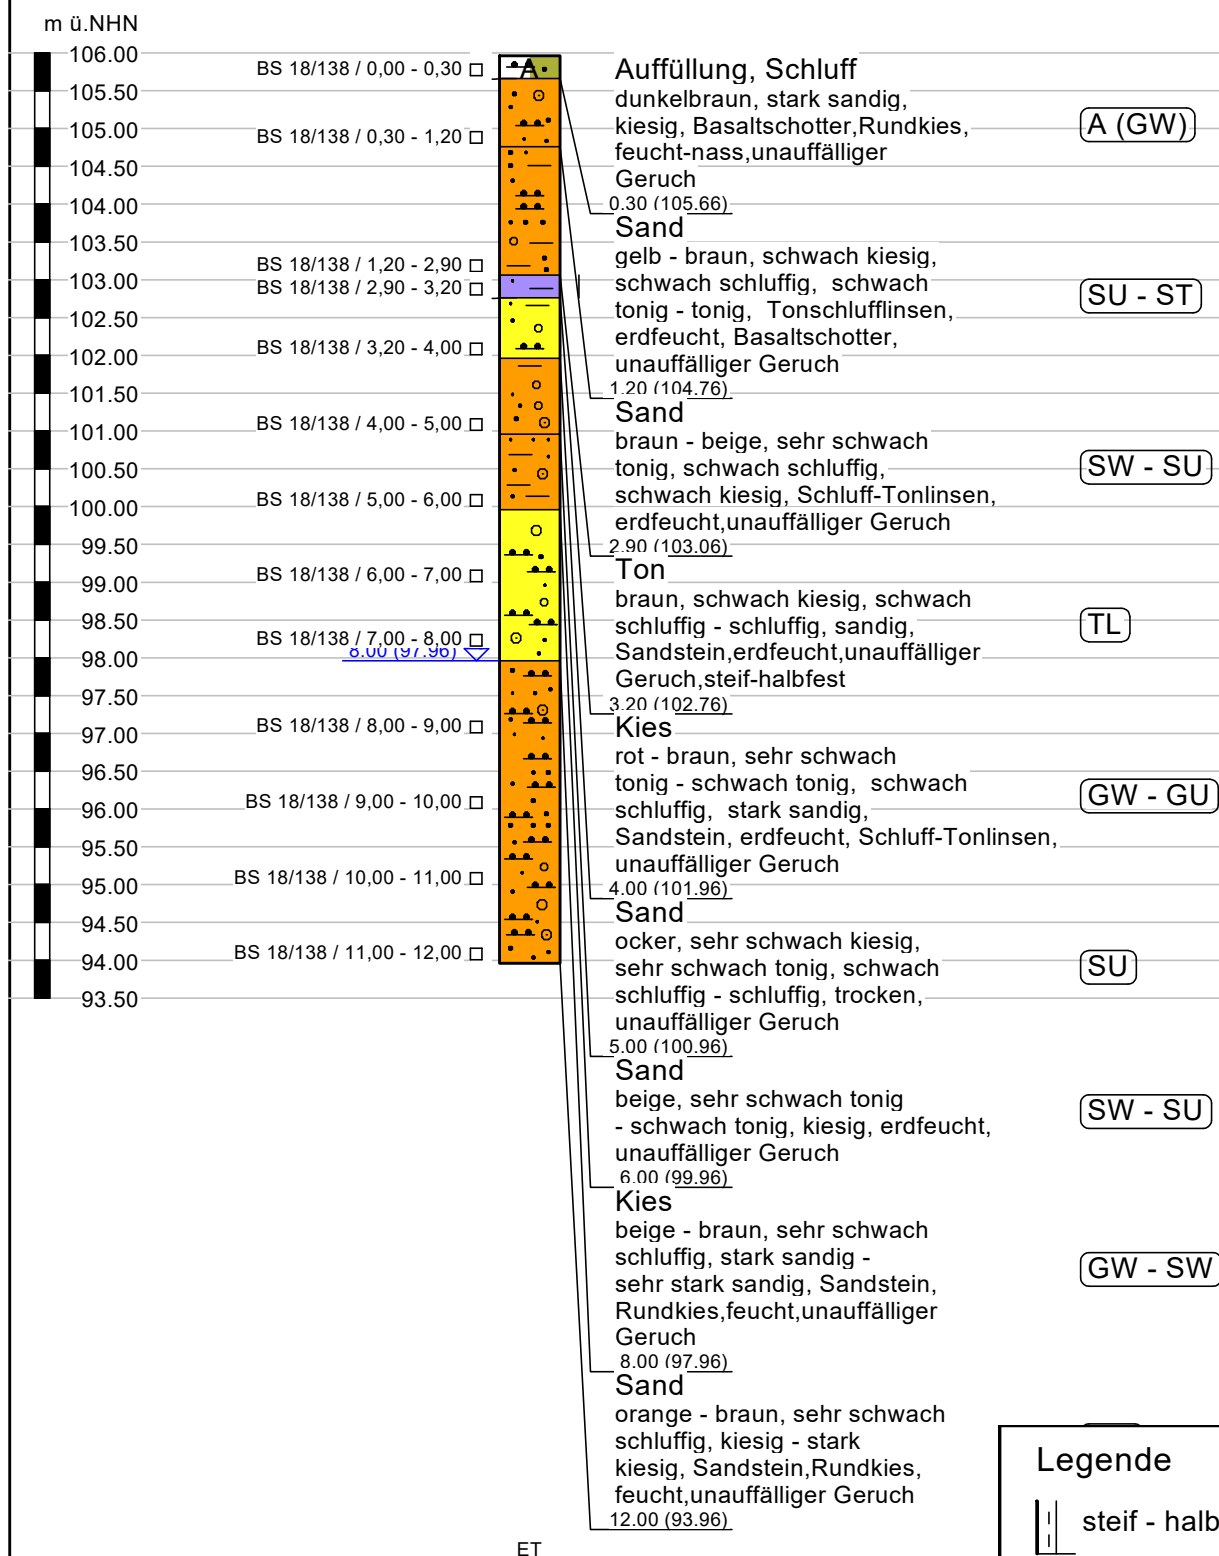 m ü.NHN
106.00
105.50
105.00
104.50
104.00
103.50
103.00
102.50
102.00
101.50
101.00
100.50
100.00
99.50
99.00
98.50
98.00
97.50
97.00
96.50
96.00
95.50
95.00
94.50
94.00
93.50
BS 18/138 / 0,00 - 0,30
BS 18/138 / 0,30 - 1,20
BS 18/138 / 1,20 - 2,90
BS 18/138 / 2,90 - 3,20
BS 18/138 / 3,20 - 4,00
BS 18/138 / 4,00 - 5,00
BS 18/138 / 5,00 - 6,00
BS 18/138 / 6,00 - 7,00
BS 18/138 / 7,00 - 8,00
8.00 (97.96)
BS 18/138 / 8,00 - 9,00
BS 18/138 / 9,00 - 10,00
BS 18/138 / 10,00 - 11,00
BS 18/138 / 11,00 - 12,00
A
Auffüllung, Schluff
dunkelbraun, stark sandig,
kiesig, Basaltschotter,Rundkies,
feucht-nass,unauffälliger
Geruch
0.30 (105.66)
A (GW)
Sand
gelb - braun, schwach kiesig,
schwach schluffig, schwach
tonig - tonig, Tonschlufflinsen,
erdfeucht, Basaltschotter,
unauffälliger Geruch
1.20 (104.76)
SU - ST
Sand
braun - beige, sehr schwach
tonig, schwach schluffig,
schwach kiesig, Schluff-Tonlinsen,
erdfeucht,unauffälliger Geruch
2.90 (103.06)
SW - SU
Ton
braun, schwach kiesig, schwach
schluffig - schluffig, sandig,
Sandstein,erdfeucht,unauffälliger
Geruch,steif-halbfest
3.20 (102.76)
TL
Kies
rot - braun, sehr schwach
tonig - schwach tonig, schwach
schluffig, stark sandig,
Sandstein, erdfeucht, Schluff-Tonlinsen,
unauffälliger Geruch
4.00 (101.96)
GW - GU
Sand
ocker, sehr schwach kiesig,
sehr schwach tonig, schwach
schluffig - schluffig, trocken,
unauffälliger Geruch
5.00 (100.96)
SU
Sand
beige, sehr schwach tonig
- schwach tonig, kiesig, erdfeucht,
unauffälliger Geruch
6.00 (99.96)
SW - SU
Kies
beige - braun, sehr schwach
schluffig, stark sandig -
sehr stark sandig, Sandstein,
Rundkies,feucht,unauffälliger
Geruch
8.00 (97.96)
GW - SW
Sand
orange - braun, sehr schwach
schluffig, kiesig - stark
kiesig, Sandstein,Rundkies,
feucht,unauffälliger Geruch
12.00 (93.96)
ET
Legende
steif - halb